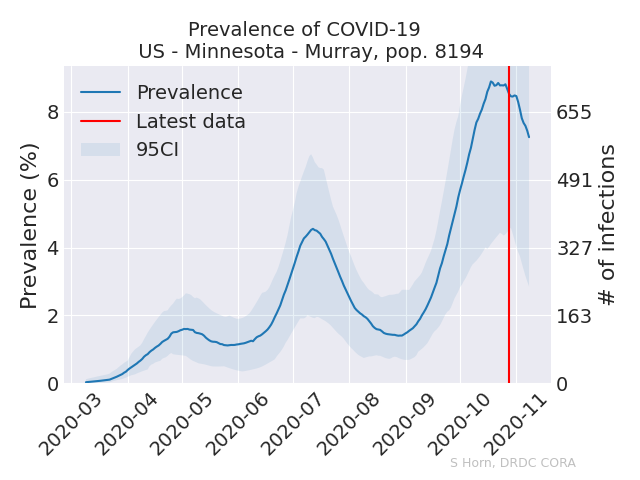 Prevalence of COVID-19
US - Minnesota - Murray, pop. 8194
Prevalence
Latest data
95CI
Prevalence (%)
8
6
4
2
0
655
491
327
163
0
# of infections
2020-03
2020-04
2020-05
2020-06
2020-07
2020-08
2020-09
2020-10
2020-11
S Horn, DRDC CORA